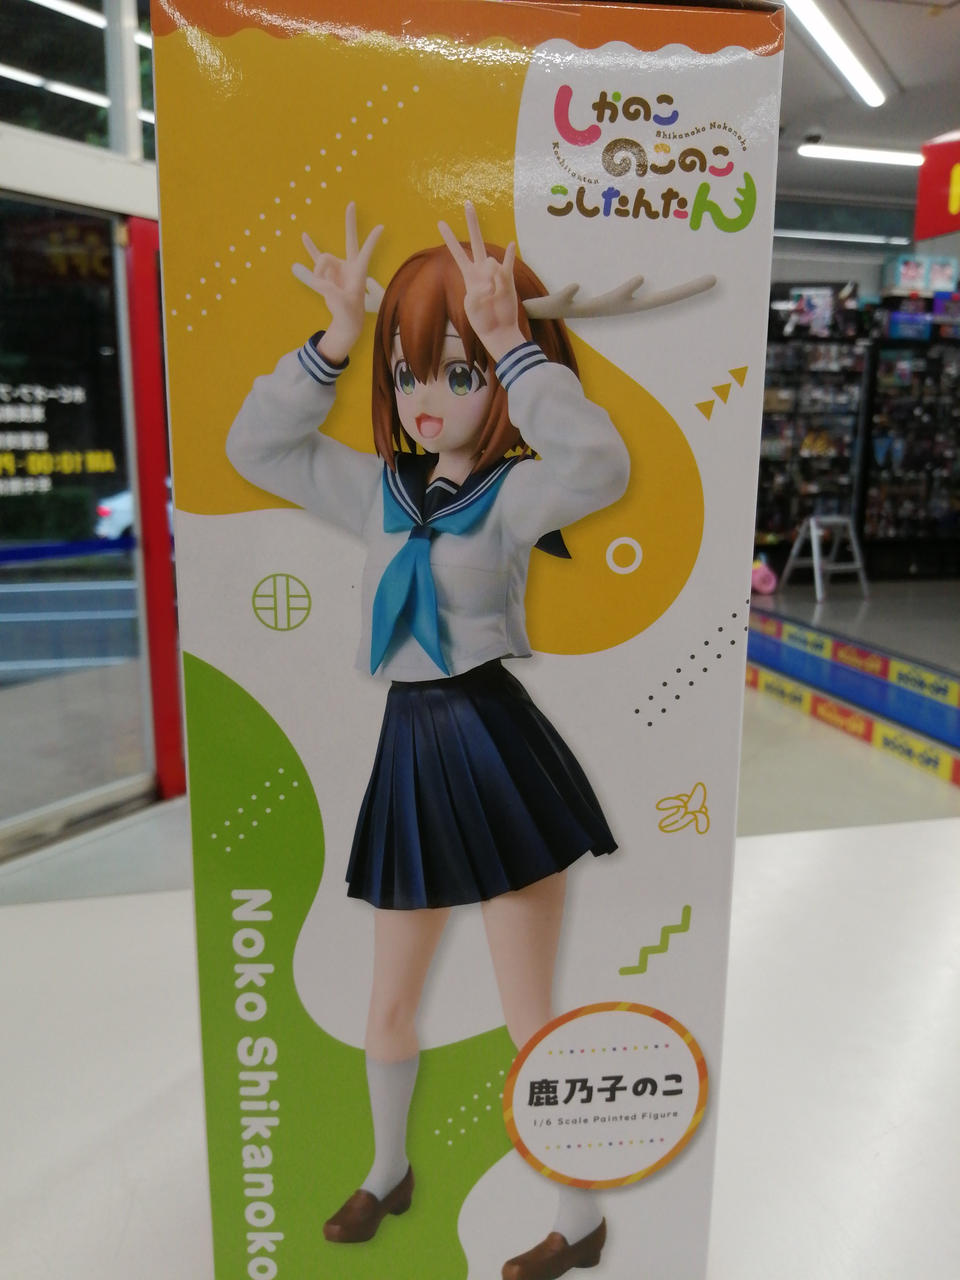 しかのこ
Shikanoko Nokonoko
のこのこ
Koshitantan
こしたんたん
Noko Shikanoko
鹿乃子のこ
1/6 Scale Painted Figure